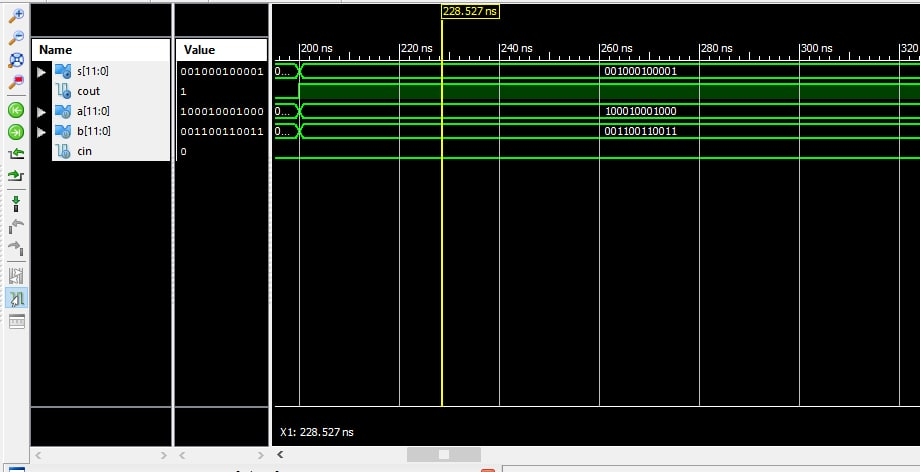 228.527 ns
Name Value 200 ns 220 ns 240 ns 260 ns 280 ns 300 ns 320
s[11:0] 001000100001 0... 001000100001
cout 1
a[11:0] 100010001000 0... 100010001000
b[11:0] 001100110011 0... 001100110011
cin 0
X1: 228.527 ns